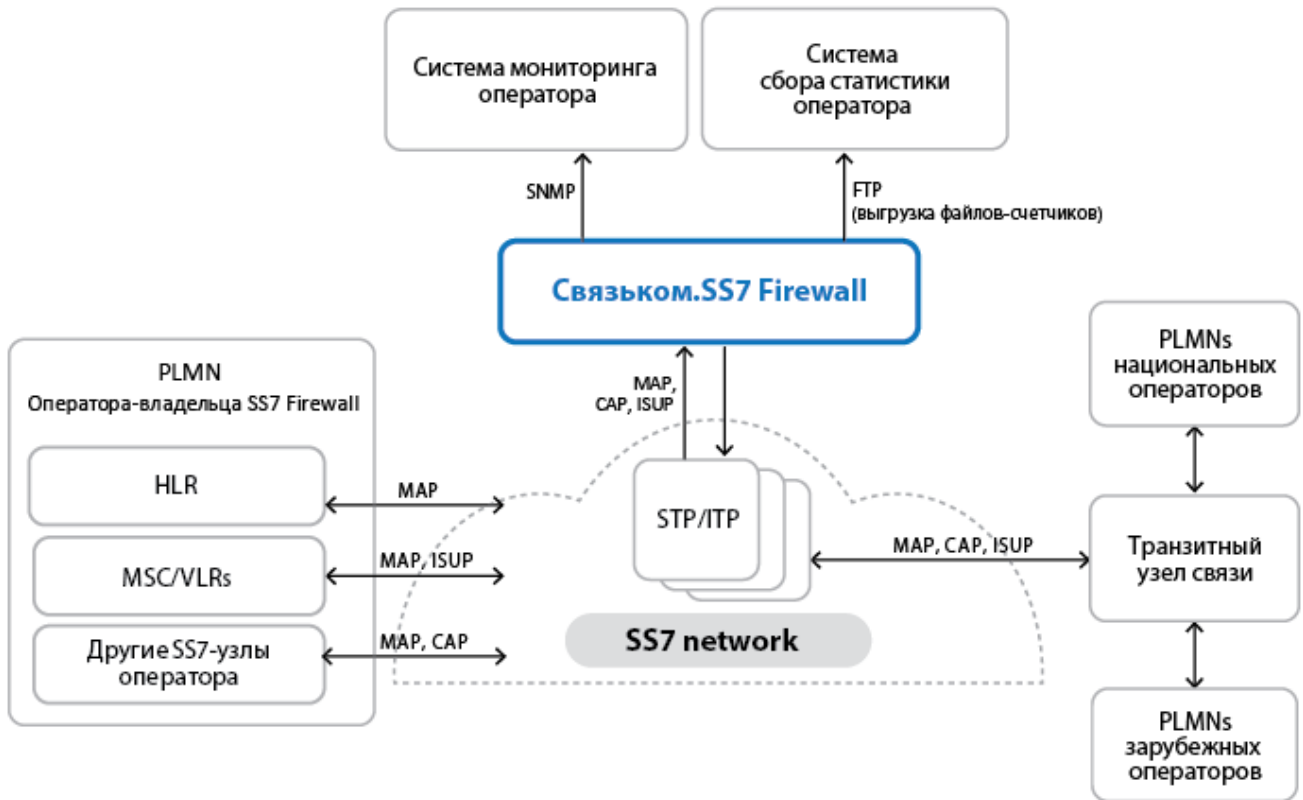 Система мониторинга
оператора
Система
сбора статистики
оператора
SNMP
FTP
(выгрузка файлов-счетчиков)
Связьком.SS7 Firewall
PLMN
Оператора-владельца SS7 Firewall
HLR
MSC/VLRs
Другие SS7-узлы
оператора
MAP
MAP, ISUP
MAP, CAP
MAP,
CAP, ISUP
STP/ITP
SS7 network
MAP, CAP, ISUP
PLMNs
национальных
операторов
Транзитный
узел связи
PLMNs
зарубежных
операторов